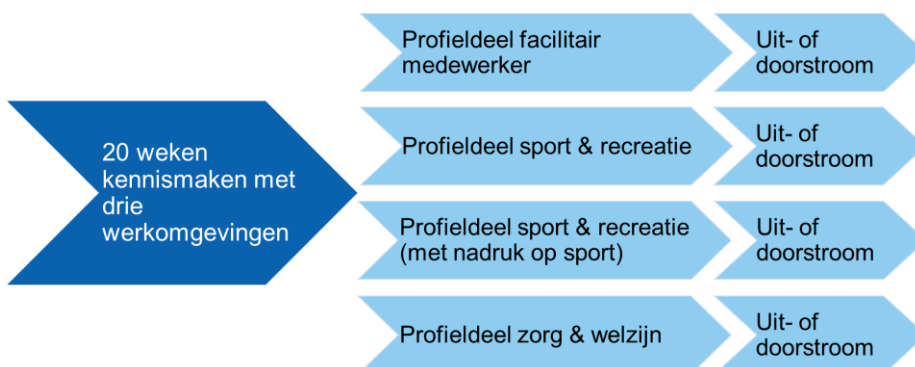 20 weken
kennismaken met
drie
werkomgevingen
Profieldeel facilitair
medewerker
Uit- of
doorstroom
Profieldeel sport & recreatie
Uit- of
doorstroom
Profieldeel sport & recreatie
(met nadruk op sport)
Uit- of
doorstroom
Profieldeel zorg & welzijn
Uit- of
doorstroom